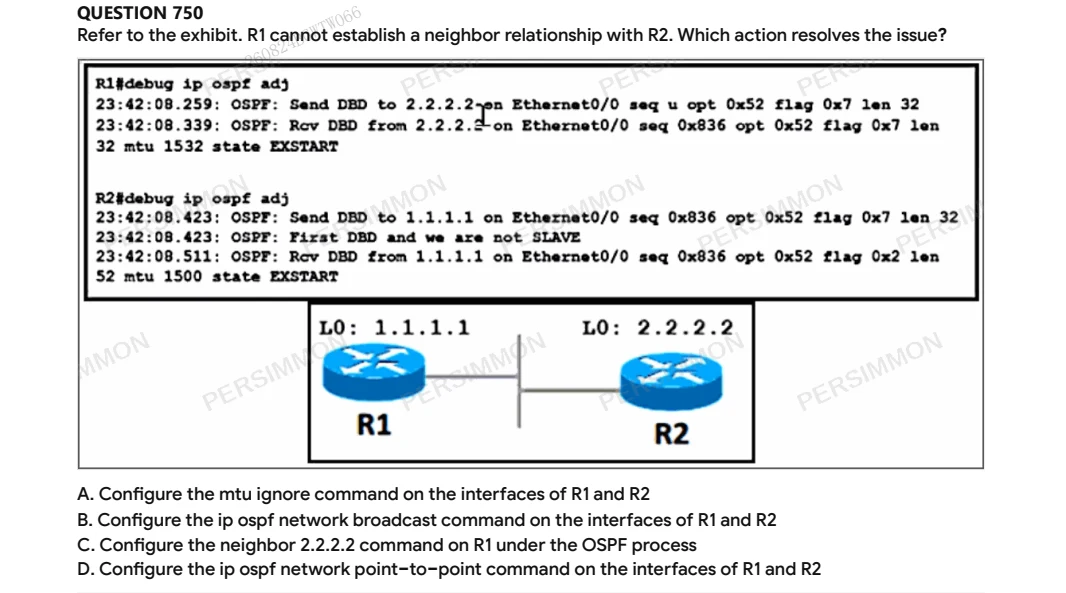 QUESTION 750
Refer to the exhibit. R1 cannot establish a neighbor relationship with R2. Which action resolves the issue?
R1#debug ip ospf adj
23:42:08.259: OSPF: Send DBD to 2.2.2.2 on Ethernet0/0 seq u opt 0x52 flag 0x7 len 32
23:42:08.339: OSPF: Rcv DBD from 2.2.2.2 on Ethernet0/0 seq 0x836 opt 0x52 flag 0x7 len
32 mtu 1532 state EXSTART
R2#debug ip ospf adj
23:42:08.423: OSPF: Send DBD to 1.1.1.1 on Ethernet0/0 seq 0x836 opt 0x52 flag 0x7 len 32
23:42:08.423: OSPF: First DBD and we are not SLAVE
23:42:08.511: OSPF: Rcv DBD from 1.1.1.1 on Ethernet0/0 seq 0x836 opt 0x52 flag 0x2 len
52 mtu 1500 state EXSTART
L0: 1.1.1.1 L0: 2.2.2.2
R1
R2
A. Configure the mtu ignore command on the interfaces of R1 and R2
B. Configure the ip ospf network broadcast command on the interfaces of R1 and R2
C. Configure the neighbor 2.2.2.2 command on R1 under the OSPF process
D. Configure the ip ospf network point-to-point command on the interfaces of R1 and R2
PERSIMMON